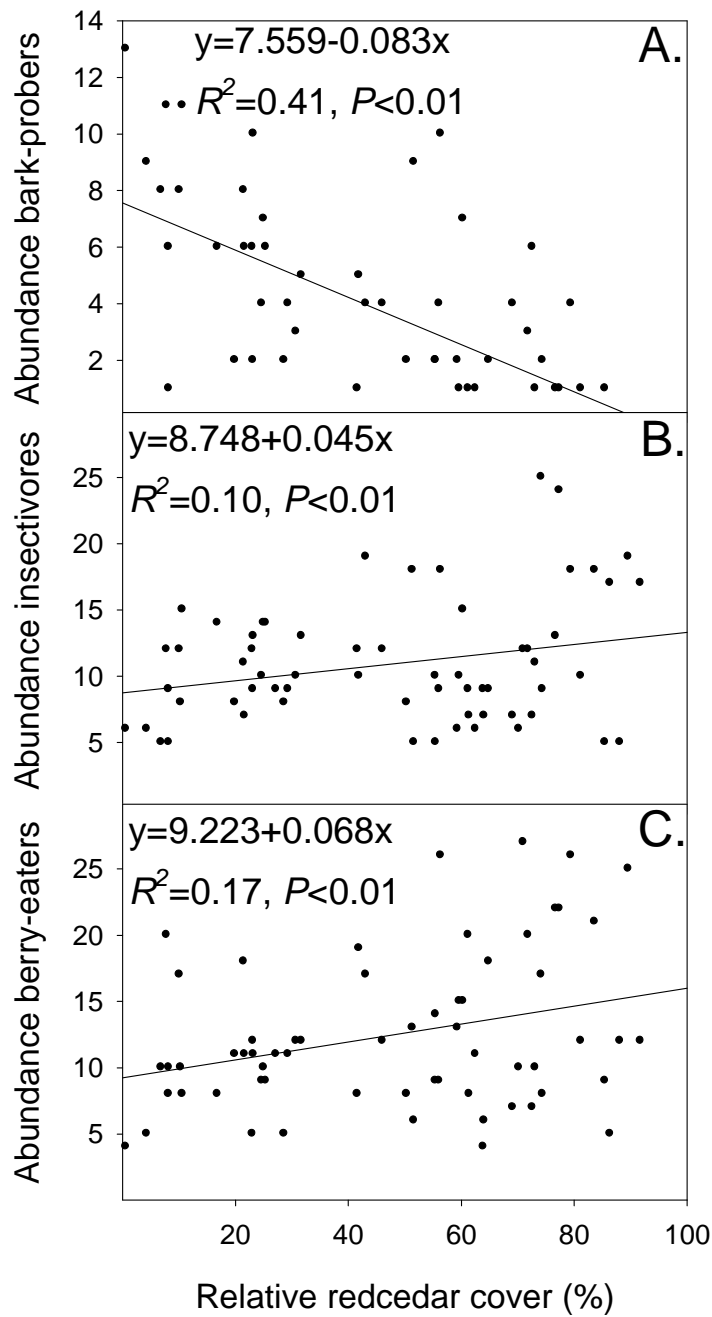 14
12
10
8
6
4
2
Abundance bark-probers
y=7.559-0.083x
R²=0.41, P<0.01
A.
25
20
15
10
5
Abundance insectivores
y=8.748+0.045x
R²=0.10, P<0.01
B.
25
20
15
10
5
Abundance berry-eaters
y=9.223+0.068x
R²=0.17, P<0.01
C.
20 40 60 80 100
Relative redcedar cover (%)